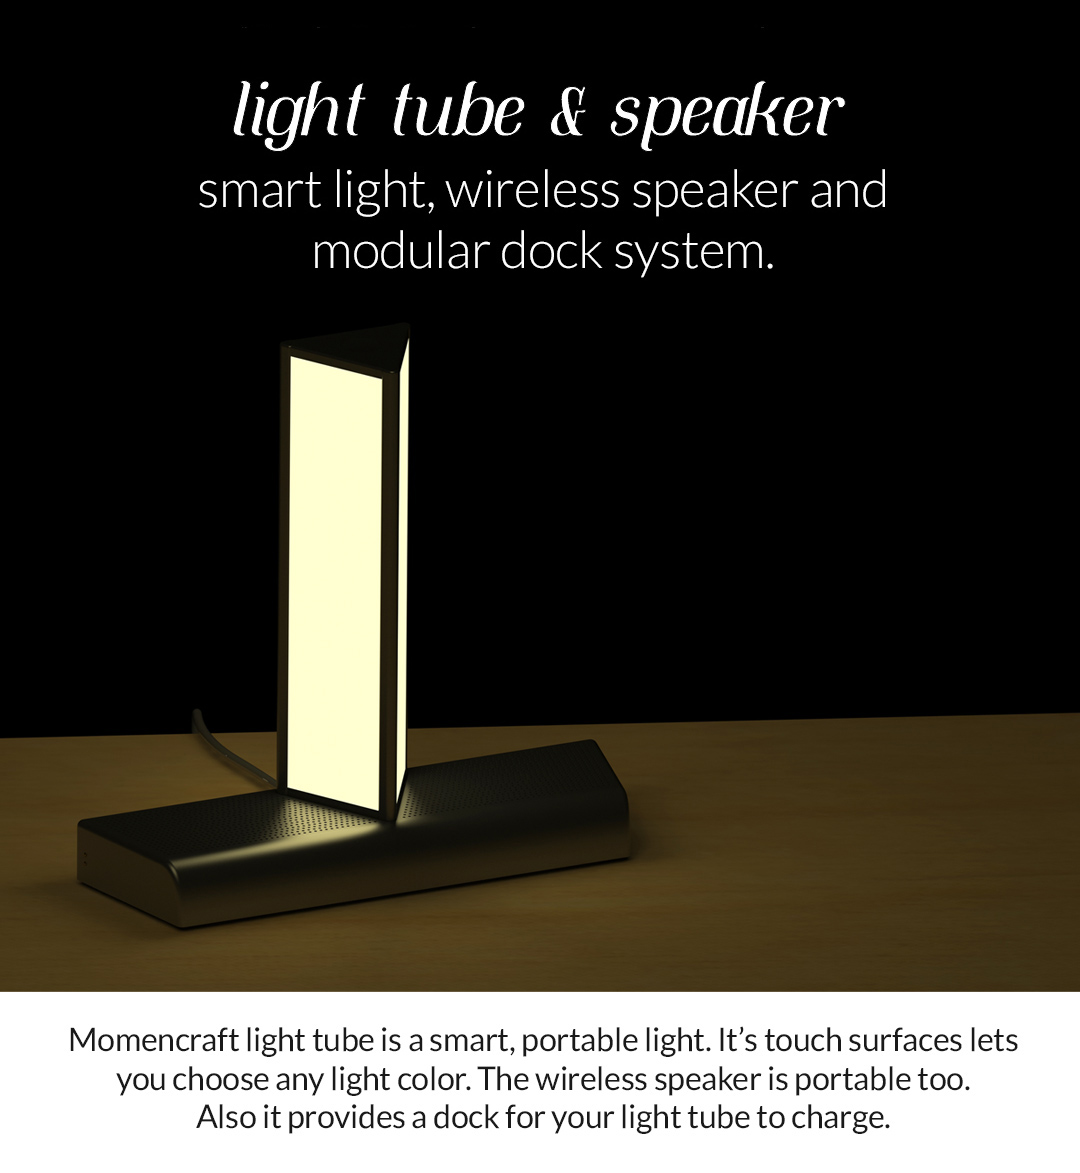 light tube & speaker
smart light, wireless speaker and
modular dock system.
Momencraft light tube is a smart, portable light. It’s touch surfaces lets
you choose any light color. The wireless speaker is portable too.
Also it provides a dock for your light tube to charge.